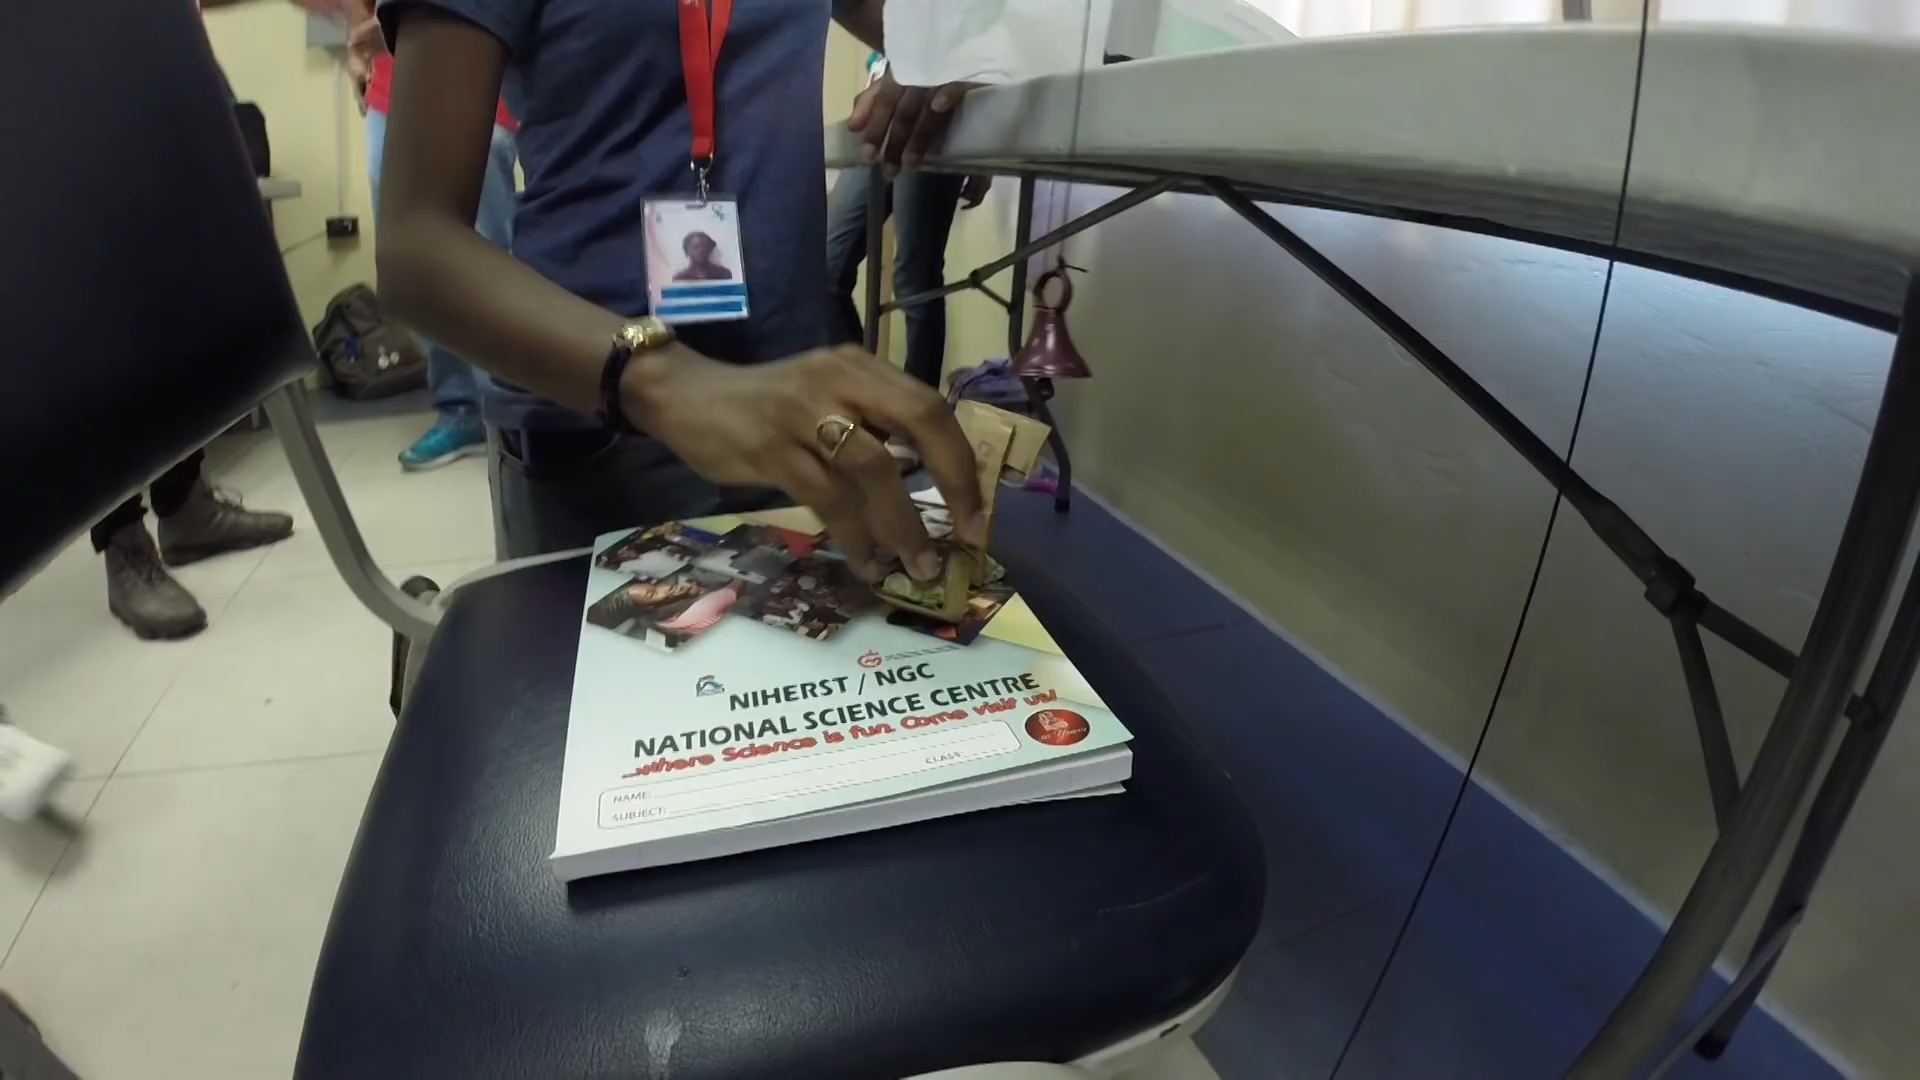 NIHERST / NGC
NATIONAL SCIENCE CENTRE
...where Science is fun. Come visit us!
NAME:
CLASS:
SUBJECT: